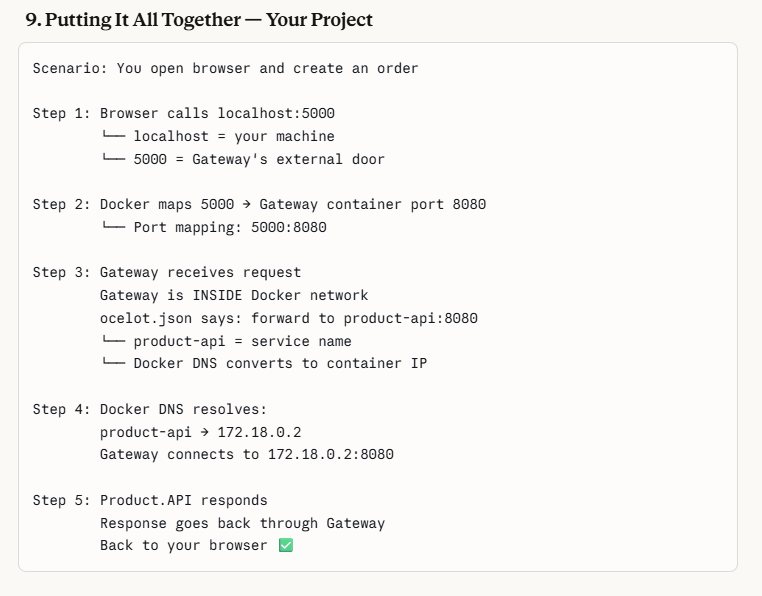 9. Putting It All Together — Your Project
Scenario: You open browser and create an order
Step 1: Browser calls localhost:5000
└── localhost = your machine
└── 5000 = Gateway's external door
Step 2: Docker maps 5000 → Gateway container port 8080
└── Port mapping: 5000:8080
Step 3: Gateway receives request
Gateway is INSIDE Docker network
ocelot.json says: forward to product-api:8080
└── product-api = service name
└── Docker DNS converts to container IP
Step 4: Docker DNS resolves:
product-api → 172.18.0.2
Gateway connects to 172.18.0.2:8080
Step 5: Product.API responds
Response goes back through Gateway
Back to your browser ✅